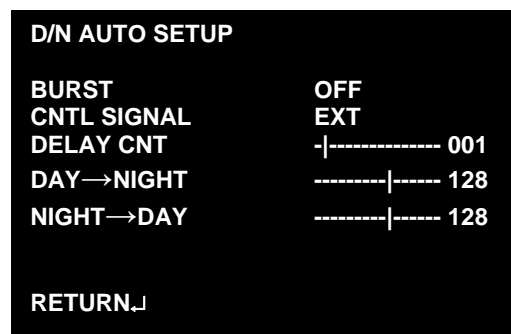 D/N AUTO SETUP
BURST OFF
CNTL SIGNAL EXT
DELAY CNT -|-------------- 001
DAY→NIGHT ---------|------ 128
NIGHT→DAY ---------|------ 128
RETURN↵